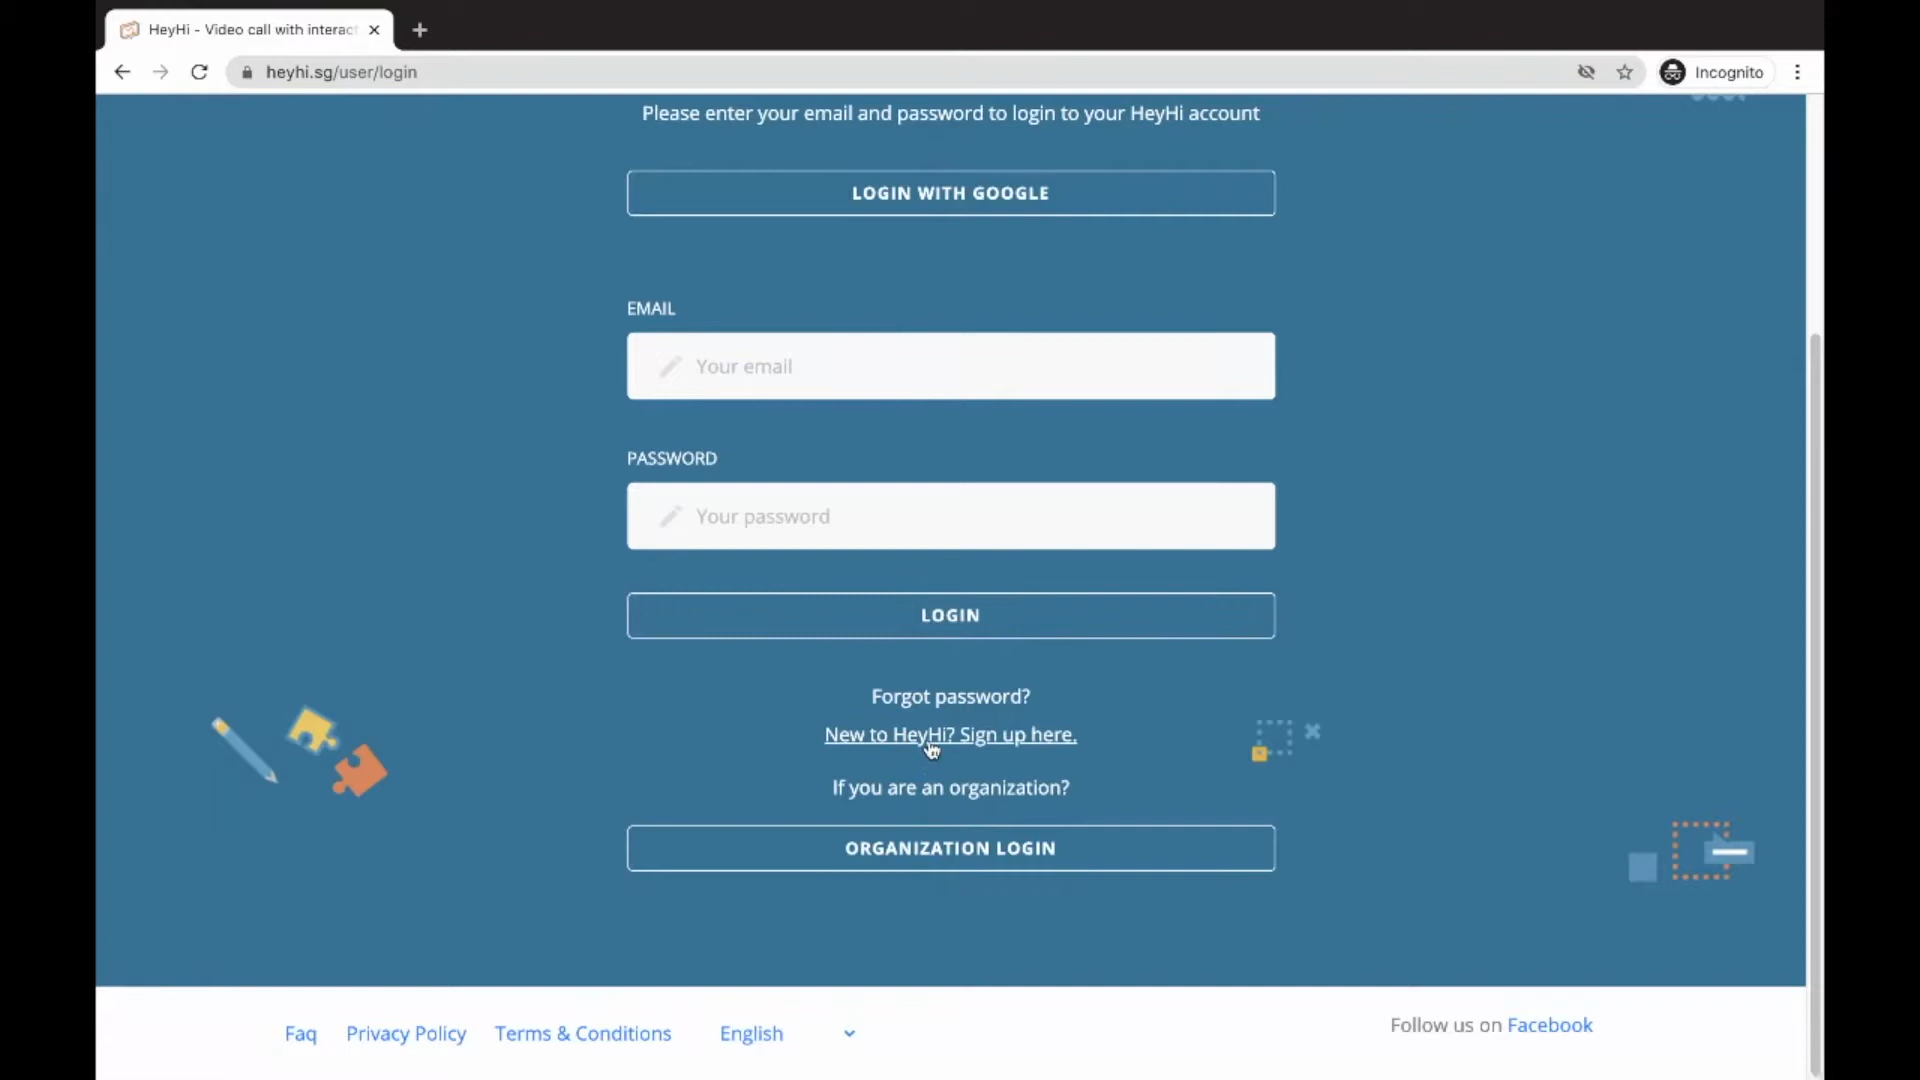 HeyHi - Video call with interac
heyhi.sg/user/login
Incognito
Please enter your email and password to login to your HeyHi account
LOGIN WITH GOOGLE
EMAIL
Your email
PASSWORD
Your password
LOGIN
Forgot password?
New to HeyHi? Sign up here.
If you are an organization?
ORGANIZATION LOGIN
Faq Privacy Policy Terms & Conditions English
Follow us on Facebook